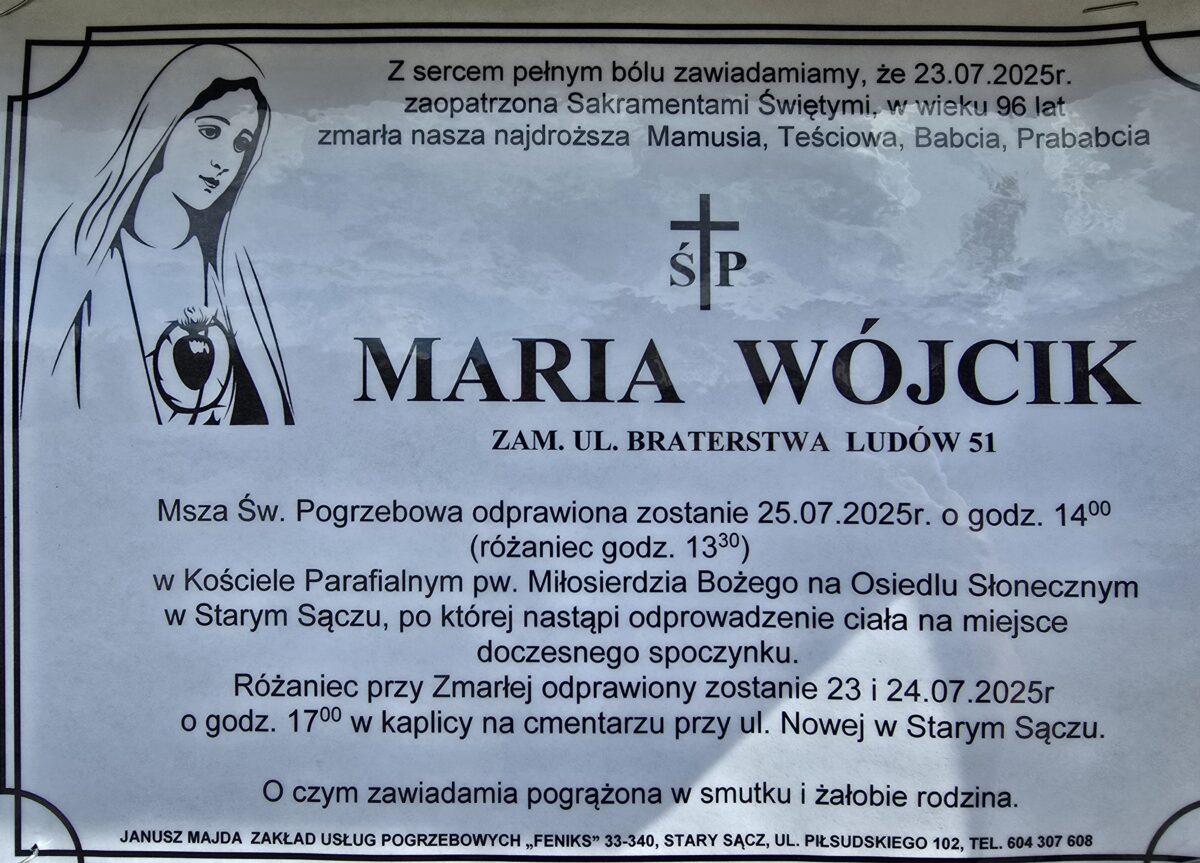 Z sercem pełnym bólu zawiadamiamy, że 23.07.2025r.
zaopatrzona Sakramentami Świętymi, w wieku 96 lat
zmarła nasza najdroższa Mamusia, Teściowa, Babcia, Prababcia
Ś P
MARIA WÓJCIK
ZAM. UL. BRATERSTWA LUDÓW 51
Msza Św. Pogrzebowa odprawiona zostanie 25.07.2025r. o godz. 14⁰⁰
(różaniec godz. 13³⁰)
w Kościele Parafialnym pw. Miłosierdzia Bożego na Osiedlu Słonecznym
w Starym Sączu, po której nastąpi odprowadzenie ciała na miejsce
doczesnego spoczynku.
Różaniec przy Zmarłej odprawiony zostanie 23 i 24.07.2025r
o godz. 17⁰⁰ w kaplicy na cmentarzu przy ul. Nowej w Starym Sączu.
O czym zawiadamia pogrążona w smutku i żałobie rodzina.
JANUSZ MAJDA ZAKŁAD USŁUG POGRZEBOWYCH „FENIKS” 33-340, STARY SĄCZ, UL. PIŁSUDSKIEGO 102, TEL. 604 307 608